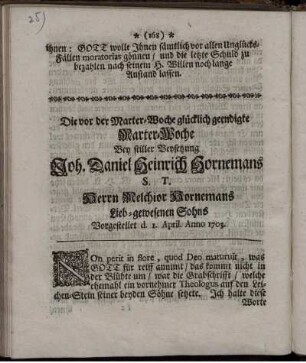 * (168) *
ihnen: GOTT wolle Ihnen sämtlich vor allen Unglücks-
Fällen moratorias gönnen/ und die letzte Schuld zu
bezahlen nach seinem H. Willen noch lange
Anstand lassen.
Die vor der Marter-Woche glücklich geendigte
Marter-Woche
Bey stiller Beysetzung
Joh. Daniel Heinrich Hornemans
S. T.
Herrn Melchior Hornemans
Lieb-gewesenen Sohns
Vorgestellet d. 1. April. Anno 1703.
NOn perit in flore, quod Deo maturuit, was
GOTT für reiff annimt/ das kommt nicht in
der Blühte um/ war die Grabschrifft/ welche
ehemahl ein vornehmer Theologus auf den Lei-
chen-Stein seiner beyden Söhne setzete. Ich halte diese
Worte